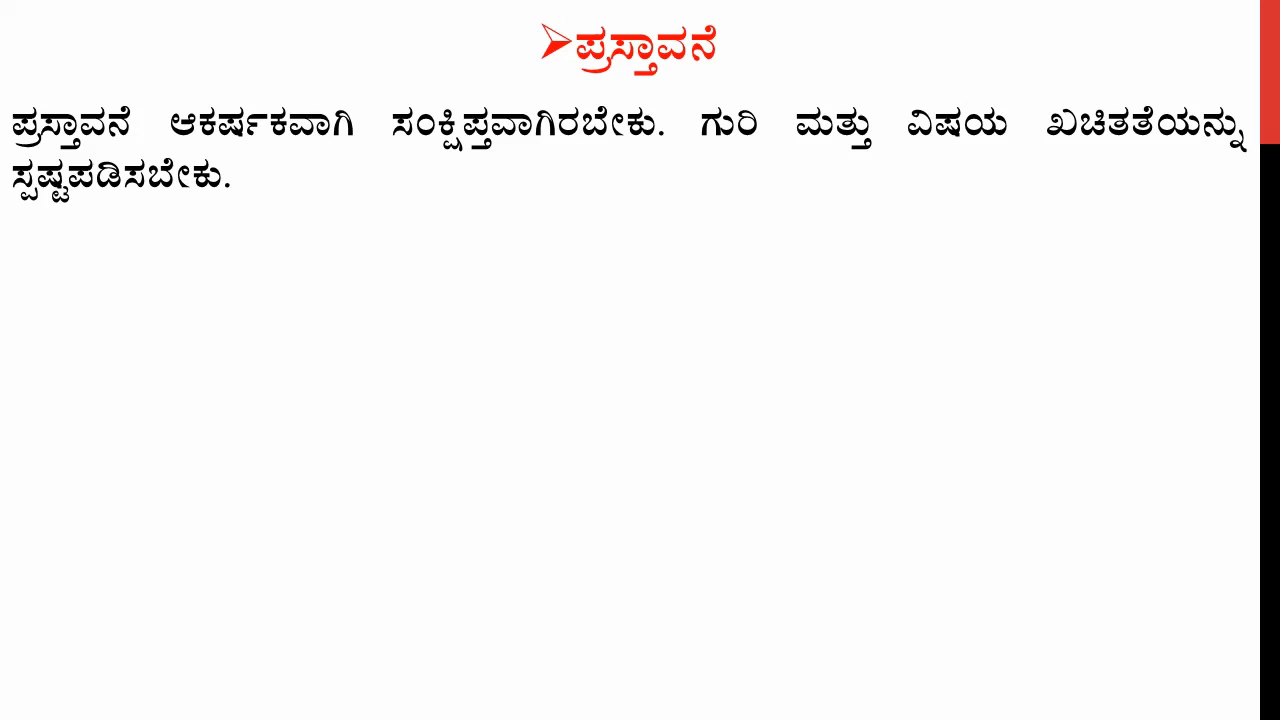 ➢ಪ್ರಸ್ತಾವನೆ
ಪ್ರಸ್ತಾವನೆ ಆಕರ್ಷಕವಾಗಿ ಸಂಕ್ಷಿಪ್ತವಾಗಿರಬೇಕು. ಗುರಿ ಮತ್ತು ವಿಷಯ ಖಚಿತತೆಯನ್ನು
ಸ್ಪಷ್ಟಪಡಿಸಬೇಕು.